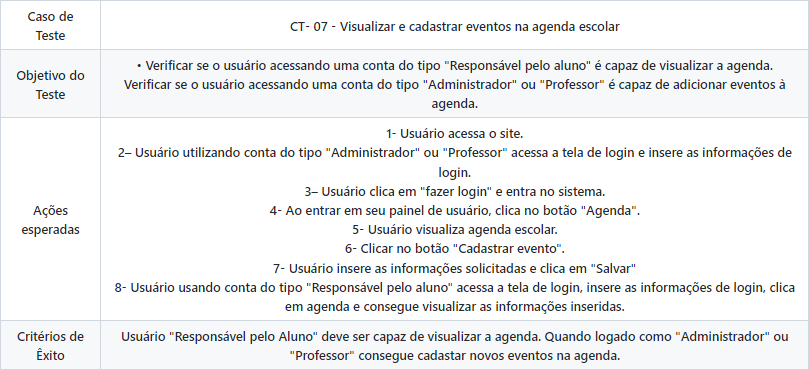 Caso de Teste
CT- 07 - Visualizar e cadastrar eventos na agenda escolar
Objetivo do Teste
• Verificar se o usuário acessando uma conta do tipo "Responsável pelo aluno" é capaz de visualizar a agenda.
Verificar se o usuário acessando uma conta do tipo "Administrador" ou "Professor" é capaz de adicionar eventos à
agenda.
Ações esperadas
1- Usuário acessa o site.
2– Usuário utilizando conta do tipo "Administrador" ou "Professor" acessa a tela de login e insere as informações de
login.
3– Usuário clica em "fazer login" e entra no sistema.
4- Ao entrar em seu painel de usuário, clica no botão "Agenda".
5- Usuário visualiza agenda escolar.
6- Clicar no botão "Cadastrar evento".
7- Usuário insere as informações solicitadas e clica em "Salvar"
8- Usuário usando conta do tipo "Responsável pelo aluno" acessa a tela de login, insere as informações de login, clica
em agenda e consegue visualizar as informações inseridas.
Critérios de Êxito
Usuário "Responsável pelo Aluno" deve ser capaz de visualizar a agenda. Quando logado como "Administrador" ou
"Professor" consegue cadastar novos eventos na agenda.